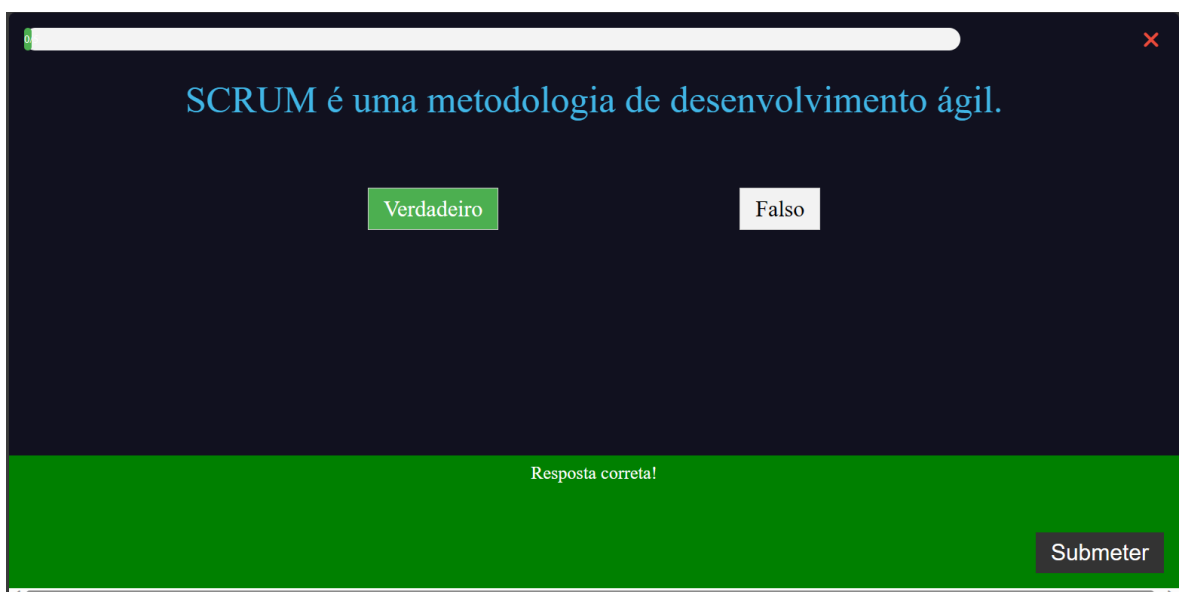 SCRUM é uma metodologia de desenvolvimento ágil.
Verdadeiro
Falso
Resposta correta!
Submeter